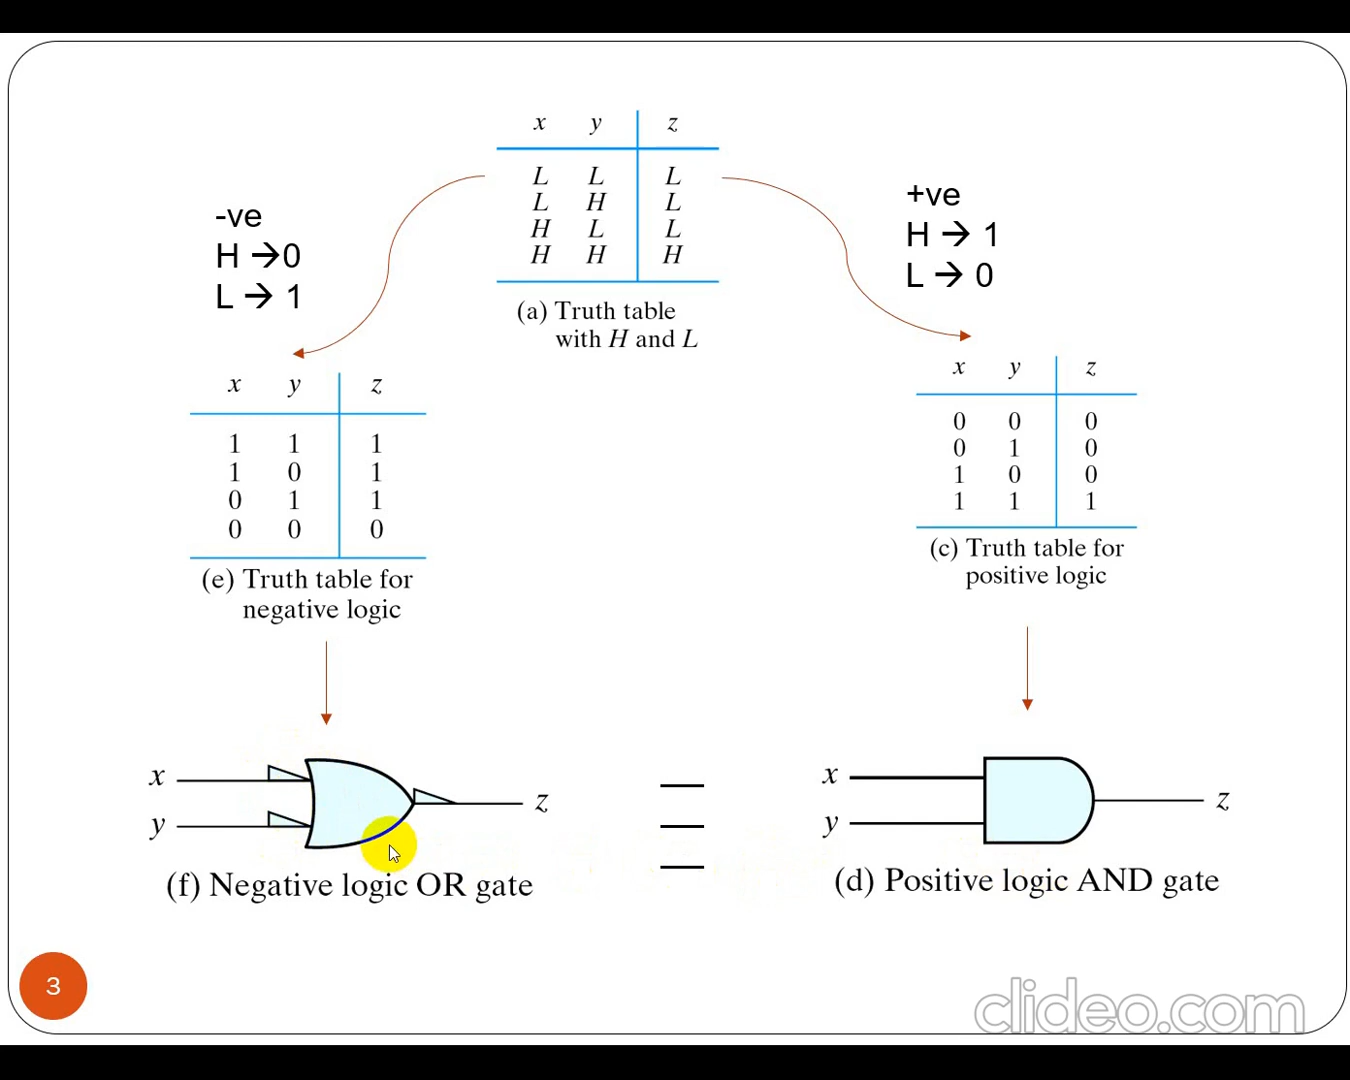 x y z
L L L
L H L
H L L
H H H
(a) Truth table
with H and L
-ve
H →0
L → 1
+ve
H → 1
L → 0
x y z
1 1 1
1 0 1
0 1 1
0 0 0
(e) Truth table for
negative logic
x y z
0 0 0
0 1 0
1 0 0
1 1 1
(c) Truth table for
positive logic
x
y
z
(f) Negative logic OR gate
x
y
z
(d) Positive logic AND gate
3
clideo.com